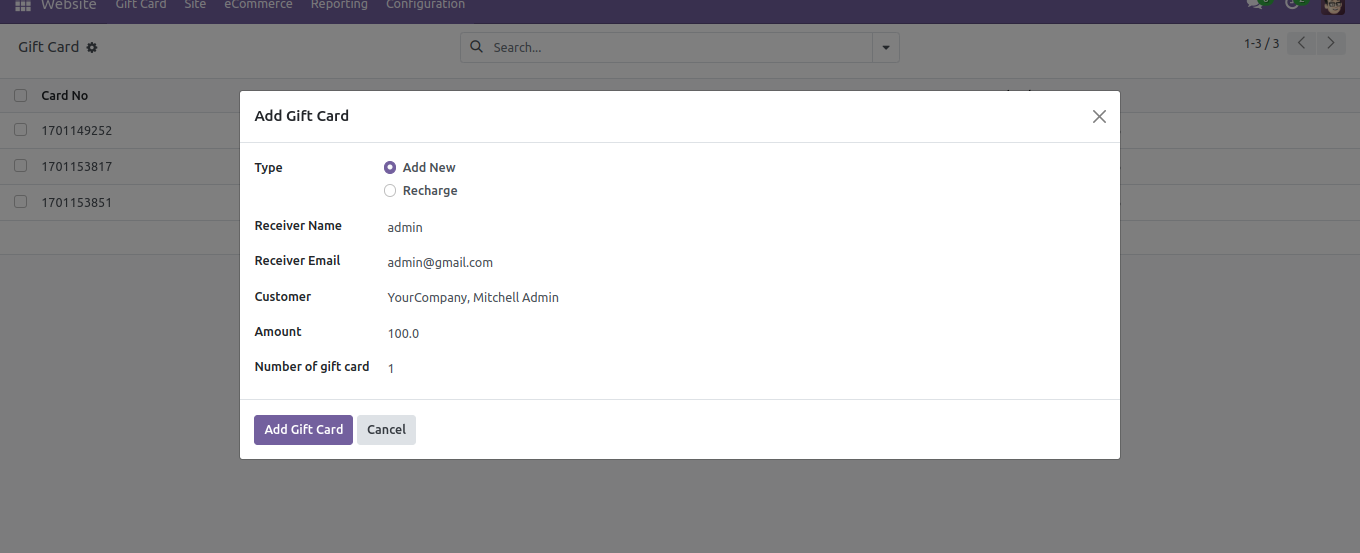 Website Gift Card Site eCommerce Reporting Configuration
Gift Card Search... 1-3 / 3
Card No
1701149252
1701153817
1701153851
Add Gift Card
Type Add New
Recharge
Receiver Name admin
Receiver Email admin@gmail.com
Customer YourCompany, Mitchell Admin
Amount 100.0
Number of gift card 1
Add Gift Card Cancel